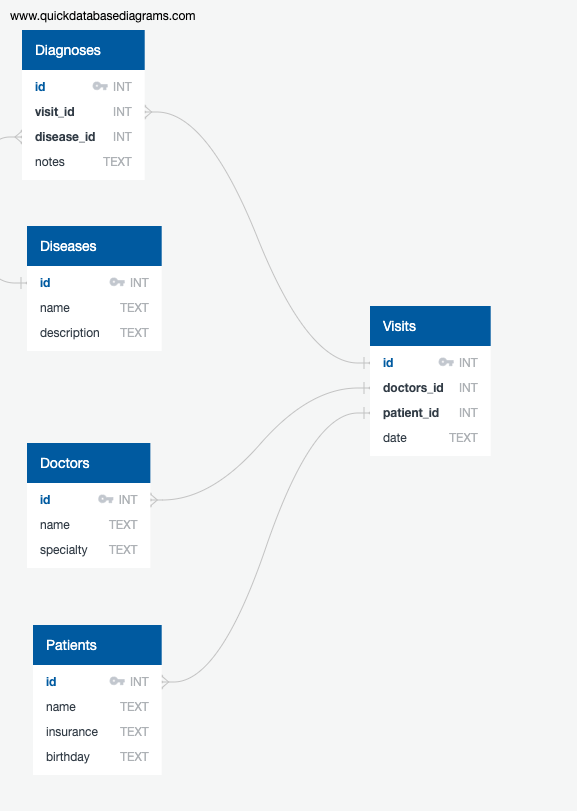 www.quickdatabasediagrams.com
Diagnoses
id INT
visit_id INT
disease_id INT
notes TEXT
Diseases
id INT
name TEXT
description TEXT
Visits
id INT
doctors_id INT
patient_id INT
date TEXT
Doctors
id INT
name TEXT
specialty TEXT
Patients
id INT
name TEXT
insurance TEXT
birthday TEXT